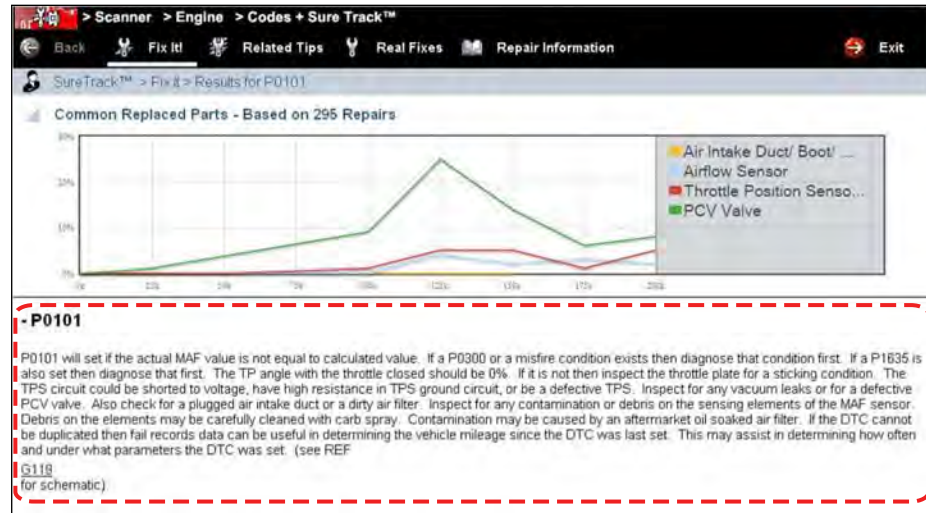 > Scanner > Engine > Codes + Sure Track™
Back Fix It! Related Tips Real Fixes Repair Information Exit
SureTrack™ > Fix It > Results for P0101
Common Replaced Parts - Based on 295 Repairs
30%
20%
10%
0%
Air Intake Duct/ Boot/ ...
Airflow Sensor
Throttle Position Senso...
PCV Valve
- P0101
P0101 will set if the actual MAF value is not equal to calculated value. If a P0300 or a misfire condition exists then diagnose that condition first. If a P1635 is
also set then diagnose that first. The TP angle with the throttle closed should be 0%. If it is not then inspect the throttle plate for a sticking condition. The
TPS circuit could be shorted to voltage, have high resistance in TPS ground circuit, or be a defective TPS. Inspect for any vacuum leaks or for a defective
PCV valve. Also check for a plugged air intake duct or a dirty air filter. Inspect for any contamination or debris on the sensing elements of the MAF sensor.
Debris on the elements may be carefully cleaned with carb spray. Contamination may be caused by an aftermarket oil soaked air filter. If the DTC cannot
be duplicated then fail records data can be useful in determining the vehicle mileage since the DTC was last set. This may assist in determining how often
and under what parameters the DTC was set. (see REF
G119
for schematic)